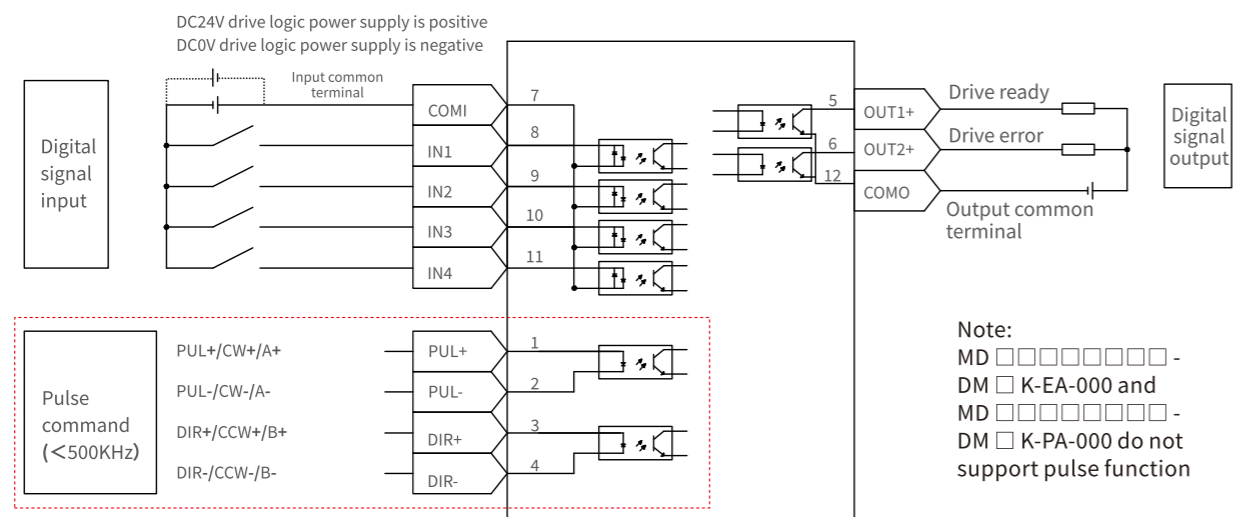 DC24V drive logic power supply is positive
DC0V drive logic power supply is negative
Digital
signal
input
Input common
terminal
COMI
7
IN1
8
IN2
9
IN3
10
IN4
11
5
OUT1+
Drive ready
6
OUT2+
Drive error
12
COMO
Output common
terminal
Digital
signal
output
Pulse
command
(<500KHz)
PUL+/CW+/A+
PUL+
1
PUL-/CW-/A-
PUL-
2
DIR+/CCW+/B+
DIR+
3
DIR-/CCW-/B-
DIR-
4
Note:
MD □□□□□□□□ -
DM □ K-EA-000 and
MD □□□□□□□□ -
DM □ K-PA-000 do not
support pulse function